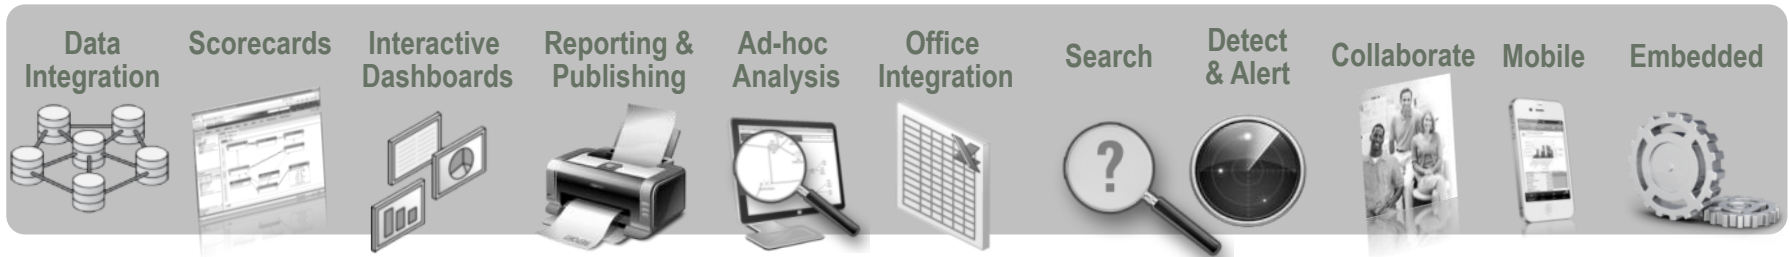 Data
Integration
Scorecards
Interactive
Dashboards
Reporting &
Publishing
Ad-hoc
Analysis
Office
Integration
Search
Detect
& Alert
Collaborate
Mobile
Embedded
?